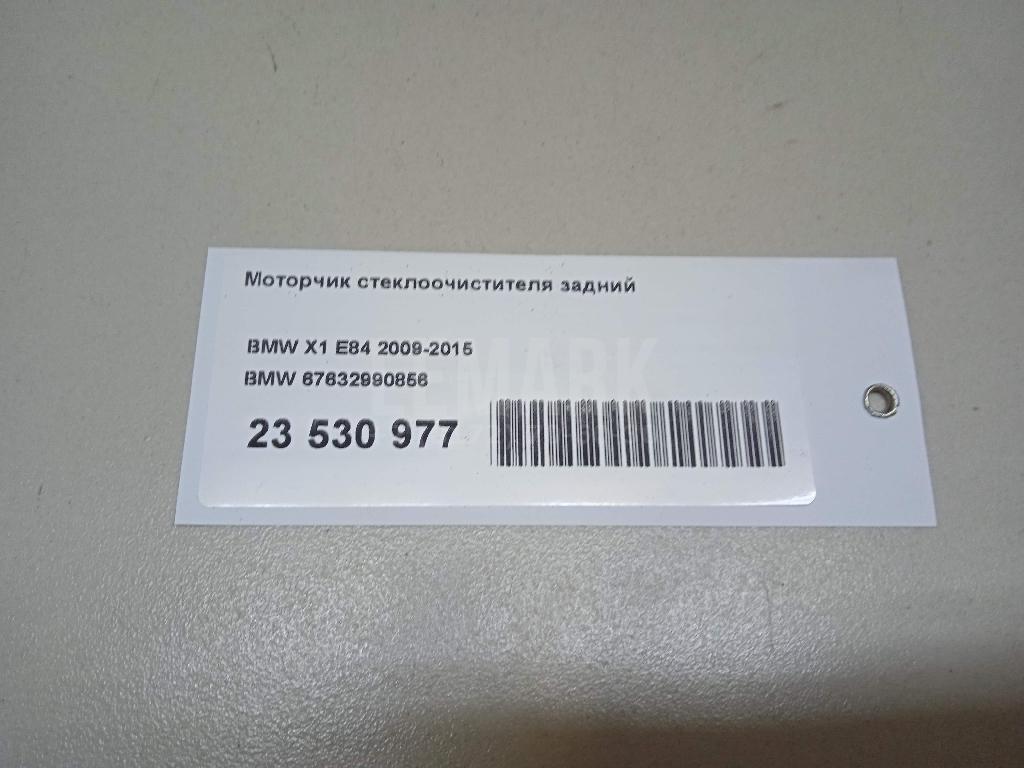 Моторчик стеклоочистителя задний
BMW X1 E84 2009-2015
BMW 67632990856
23 530 977